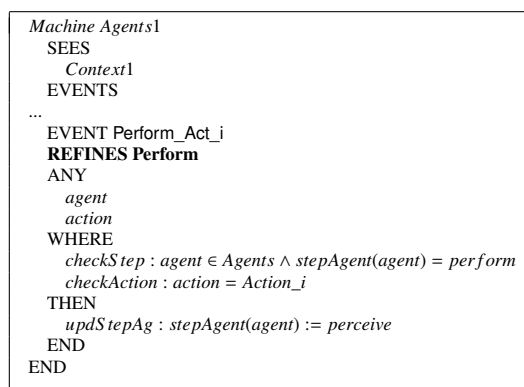 Machine Agents1
SEES
Context1
EVENTS
...
EVENT Perform_Act_i
REFINES Perform
ANY
agent
action
WHERE
checkStep : agent ∈ Agents ∧ stepAgent(agent) = perform
checkAction : action = Action_i
THEN
updStepAg : stepAgent(agent) := perceive
END
END